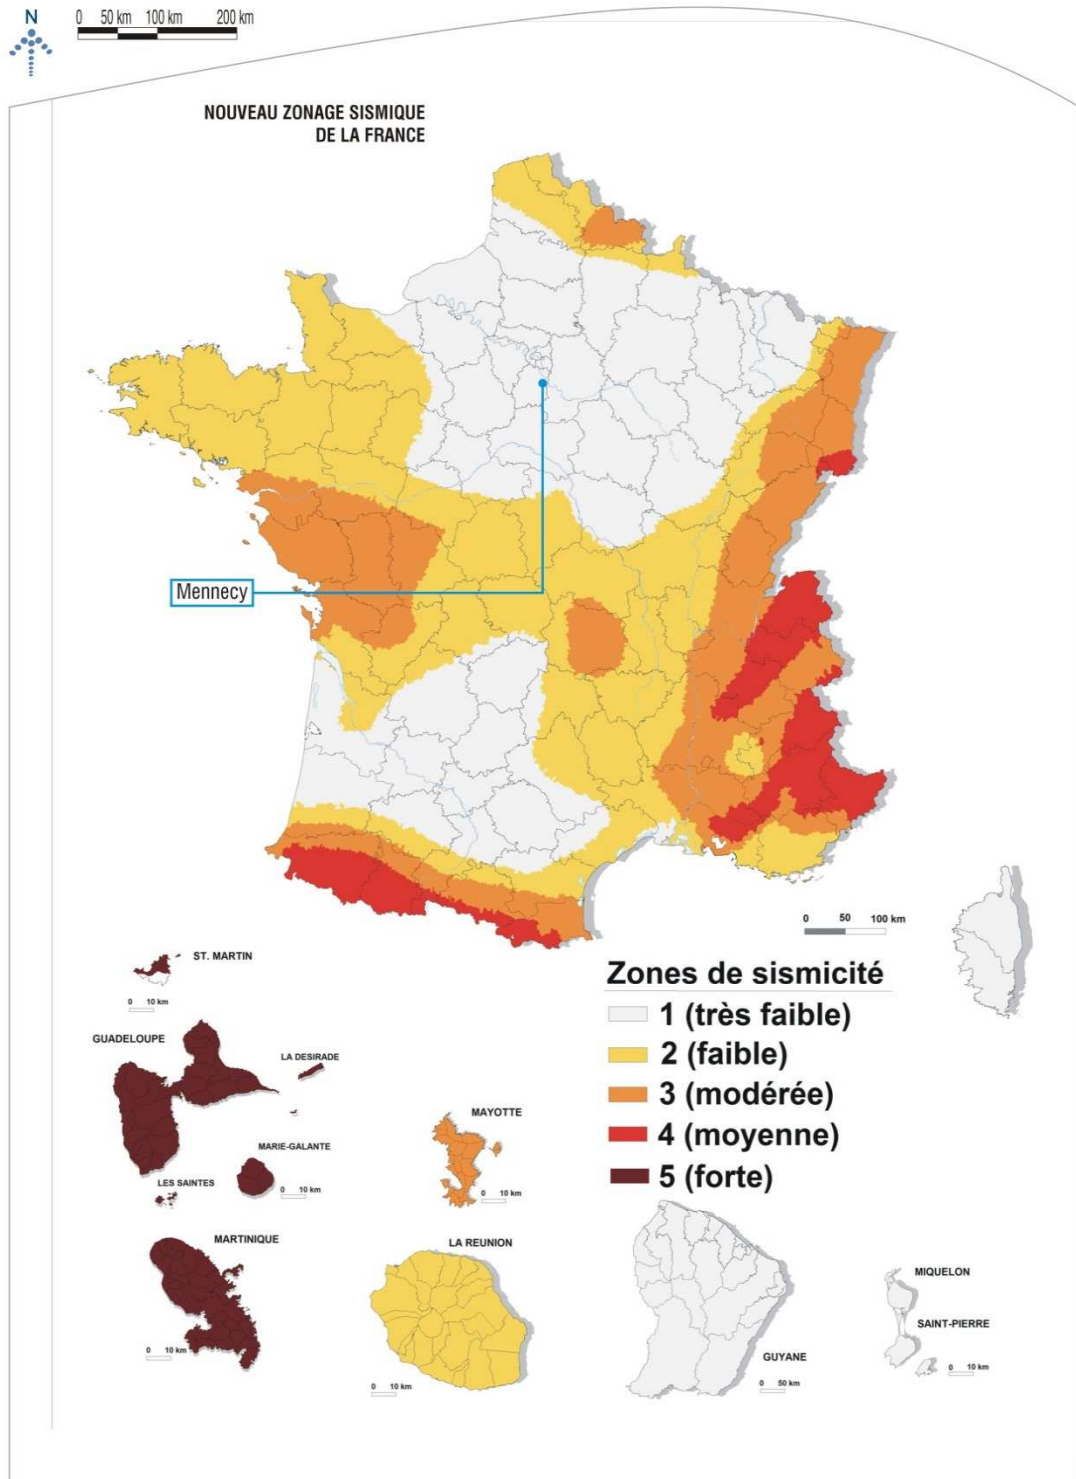 N
0 50 km 100 km 200 km
NOUVEAU ZONAGE SISMIQUE
DE LA FRANCE
Mennecy
0 50 100 km
ST. MARTIN
0 10 km
GUADELOUPE
LA DESIRADE
MARIE-GALANTE
0 10 km
LES SAINTES
MAYOTTE
0 10 km
Zones de sismicité
1 (très faible)
2 (faible)
3 (modérée)
4 (moyenne)
5 (forte)
MARTINIQUE
0 10 km
LA REUNION
0 10 km
GUYANE
0 50 km
MIQUELON
SAINT-PIERRE
0 10 km